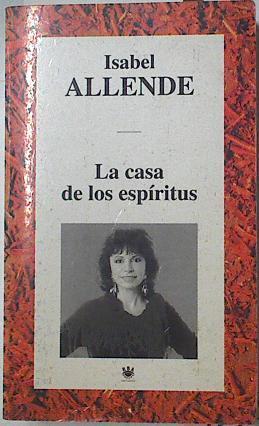 Isabel
ALLENDE
La casa
de los espíritus